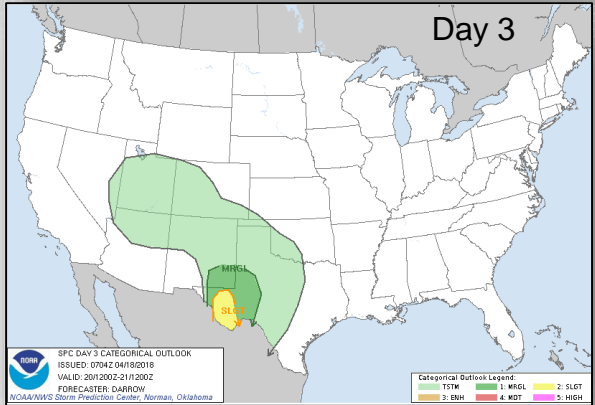 Day 3
MRGL
SLGT
NOAA
SPC DAY 3 CATEGORICAL OUTLOOK
ISSUED: 0704Z 04/18/2018
VALID: 20/1200Z-21/1200Z
FORECASTER: DARROW
NOAA/NWS Storm Prediction Center, Norman, Oklahoma
Categorical Outlook Legend:
TSTM 1: MRGL 2: SLGT
3: ENH 4: MDT 5: HIGH